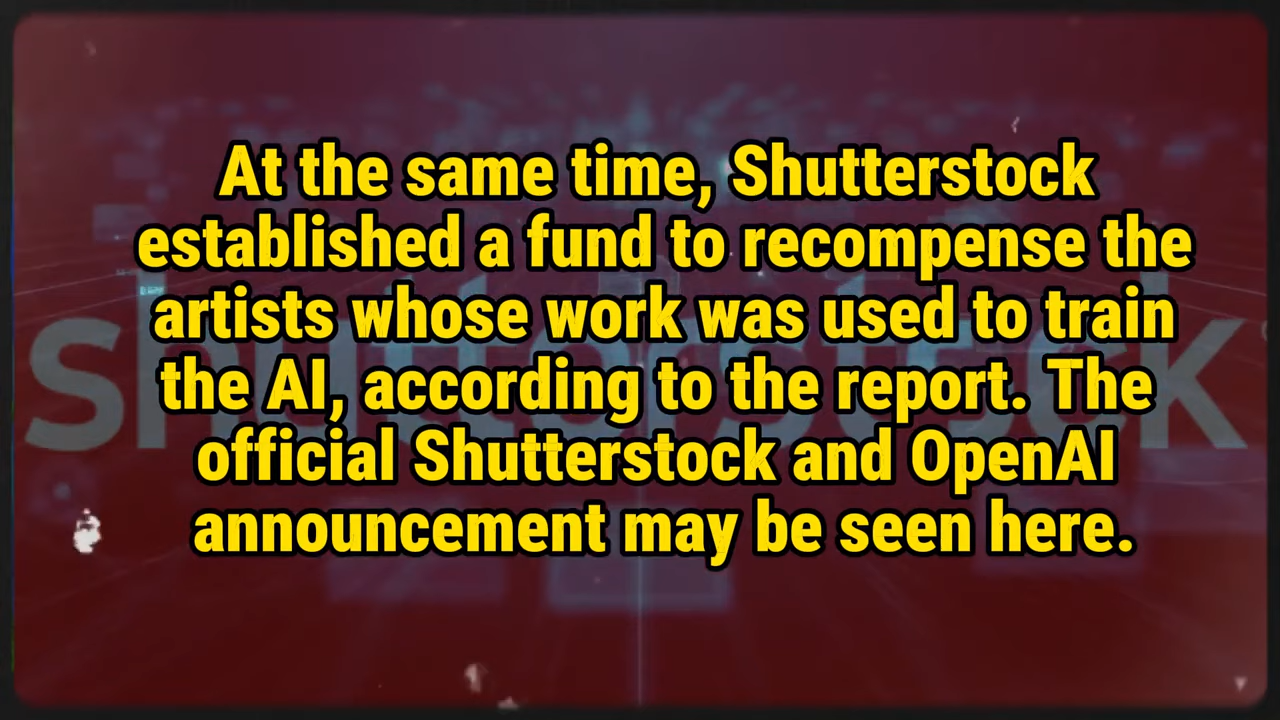 At the same time, Shutterstock
established a fund to recompense the
artists whose work was used to train
the AI, according to the report. The
official Shutterstock and OpenAI
announcement may be seen here.
shutterstock